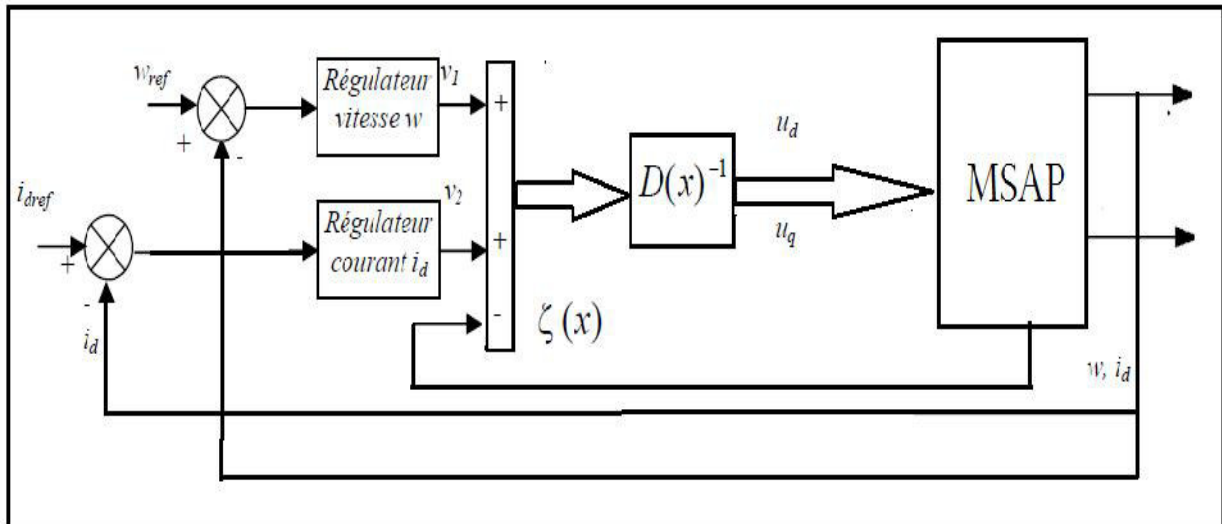 w_ref
+
-
Régulateur
vitesse w
v_1
+
i_dref
+
-
i_d
Régulateur
courant i_d
v_2
+
-
ζ (x)
D(x)^-1
u_d
u_q
MSAP
w, i_d